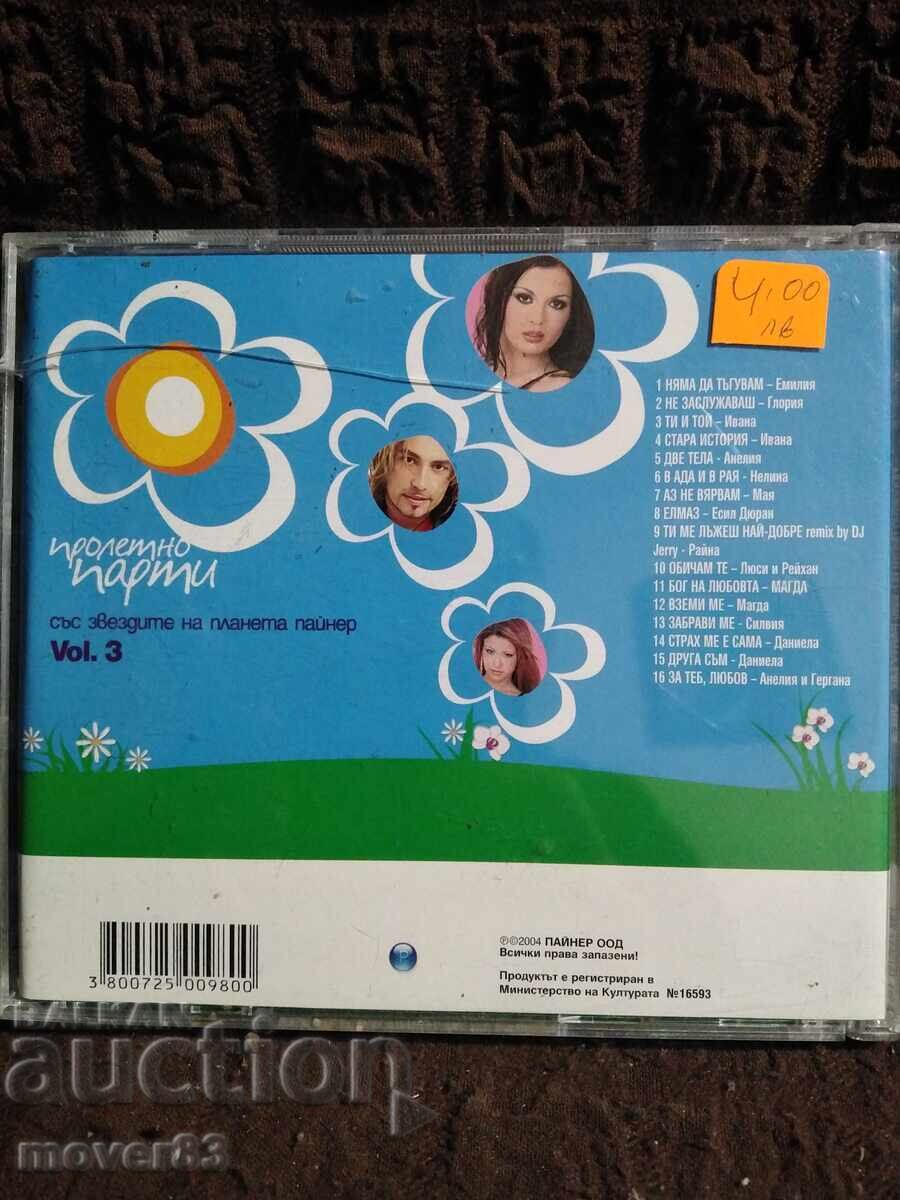 4.00
лв
1 НЯМА ДА ТЪГУВАМ – Емилия
2 НЕ ЗАСЛУЖАВАШ – Глория
3 ТИ И ТОЙ – Ивана
4 СТАРА ИСТОРИЯ – Ивана
5 ДВЕ ТЕЛА – Анелия
6 В АДА И В РАЯ – Нелина
7 АЗ НЕ ВЯРВАМ – Мая
8 ЕЛМАЗ – Есил Дюран
9 ТИ МЕ ЛЪЖЕШ НАЙ-ДОБРЕ remix by DJ
Jerry - Райна
10 ОБИЧАМ ТЕ – Люси и Рейхан
11 БОГ НА ЛЮБОВТА – МАГДА
12 ВЗЕМИ МЕ – Магда
13 ЗАБРАВИ МЕ – Силвия
14 СТРАХ МЕ Е САМА – Даниела
15 ДРУГА СЪМ – Даниела
16 ЗА ТЕБ, ЛЮБОВ – Анелия и Гергана
пролетно
парти
със звездите на планета пайнер
Vol. 3
3 800725 009800
P
℗©2004 ПАЙНЕР ООД
Всички права запазени!
Продуктът е регистриран в
Министерство на Културата №16593
BALKAN
auction
mover83